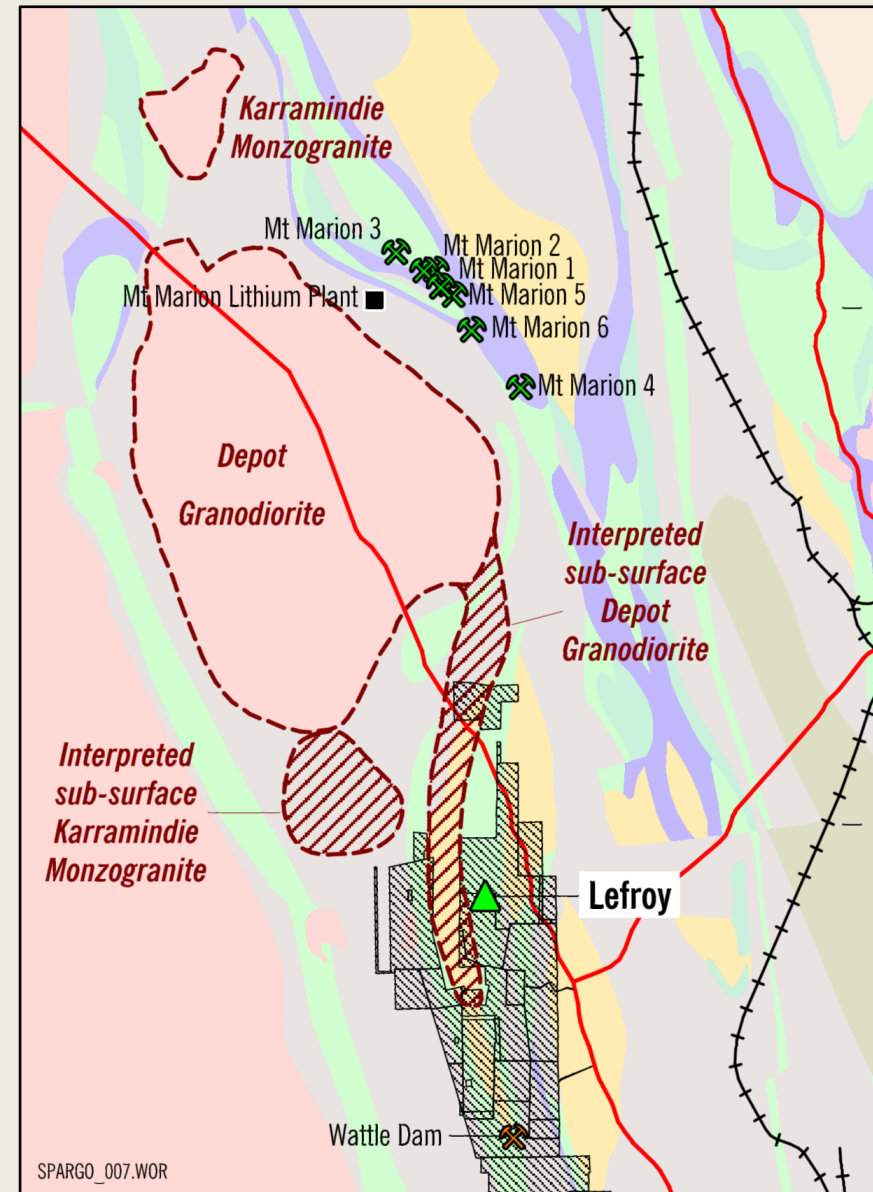 Karramindie
Monzogranite
Mt Marion 3
Mt Marion 2
Mt Marion 1
Mt Marion Lithium Plant
Mt Marion 5
Mt Marion 6
Mt Marion 4
Depot
Granodiorite
Interpreted
sub-surface
Depot
Granodiorite
Interpreted
sub-surface
Karramindie
Monzogranite
Lefroy
Wattle Dam
SPARGO_007.WOR